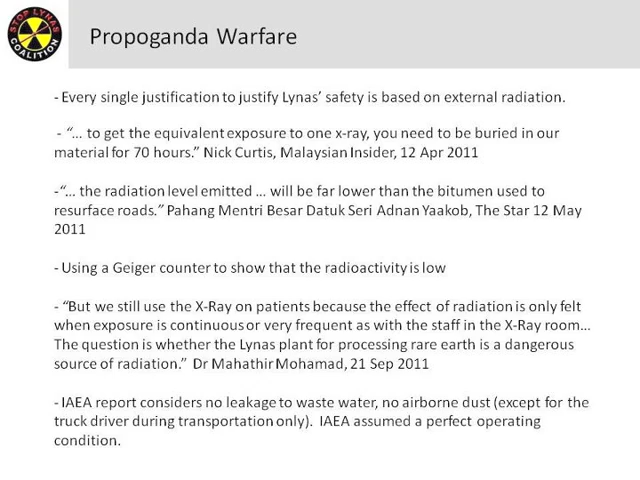 STOP LYNAS
COALITION
Propoganda Warfare
- Every single justification to justify Lynas’ safety is based on external radiation.
- “… to get the equivalent exposure to one x-ray, you need to be buried in our
material for 70 hours.” Nick Curtis, Malaysian Insider, 12 Apr 2011
-“… the radiation level emitted … will be far lower than the bitumen used to
resurface roads.” Pahang Mentri Besar Datuk Seri Adnan Yaakob, The Star 12 May
2011
- Using a Geiger counter to show that the radioactivity is low
- “But we still use the X-Ray on patients because the effect of radiation is only felt
when exposure is continuous or very frequent as with the staff in the X-Ray room…
The question is whether the Lynas plant for processing rare earth is a dangerous
source of radiation.” Dr Mahathir Mohamad, 21 Sep 2011
- IAEA report considers no leakage to waste water, no airborne dust (except for the
truck driver during transportation only). IAEA assumed a perfect operating
condition.